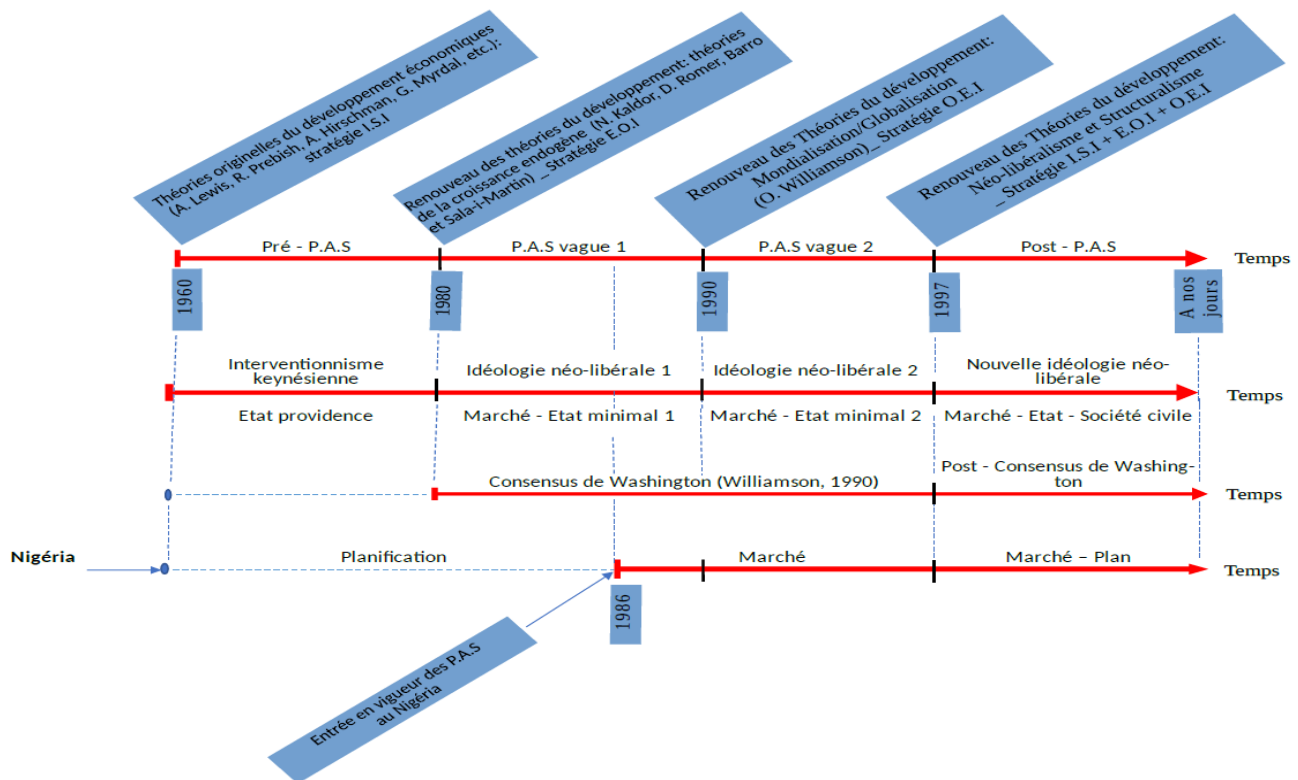 Théories originelles du développement économiques
(A. Lewis, R. Prebish, A. Hirschman, G. Myrdal, etc.):
stratégie I.S.I
Renouveau des théories du développement: théories
de la croissance endogène (N. Kaldor, D. Romer, Barro
et Sala-i-Martin) _ Stratégie E.O.I
Renouveau des Théories du développement:
Mondialisation/Globalisation
(O. Williamson)_ Stratégie O.E.I
Renouveau des Théories du développement:
Néo-libéralisme et Structuralisme
_ Stratégie I.S.I + E.O.I + O.E.I
Pré - P.A.S
P.A.S vague 1
P.A.S vague 2
Post - P.A.S
Temps
1960
1980
1990
1997
A nos
jours
Interventionnisme
keynésienne
Idéologie néo-libérale 1
Idéologie néo-libérale 2
Nouvelle idéologie néo-
libérale
Temps
Etat providence
Marché - Etat minimal 1
Marché - Etat minimal 2
Marché - Etat - Société civile
Consensus de Washington (Williamson, 1990)
Post - Consensus de Washing-
ton
Temps
Nigéria
Planification
Marché
Marché – Plan
Temps
1986
Entrée en vigueur des P.A.S
au Nigéria